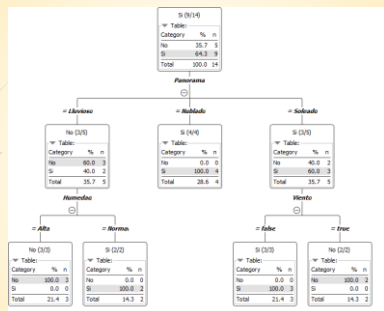 Si (9/14)
Table:
Category % n
No 35.7 5
Si 64.3 9
Total 100.0 14
Panorama
= Lluvioso
= Nublado
= Soleado
No (3/5)
Table:
Category % n
No 60.0 3
Si 40.0 2
Total 35.7 5
Si (4/4)
Table:
Category % n
No 0.0 0
Si 100.0 4
Total 28.6 4
Si (3/5)
Table:
Category % n
No 40.0 2
Si 60.0 3
Total 35.7 5
Humedad
Viento
= Alta
= Norma
= false
= true
No (3/3)
Table:
Category % n
No 100.0 3
Si 0.0 0
Total 21.4 3
Si (2/2)
Table:
Category % n
No 0.0 0
Si 100.0 2
Total 14.3 2
Si (3/3)
Table:
Category % n
No 0.0 0
Si 100.0 3
Total 21.4 3
No (2/2)
Table:
Category % n
No 100.0 2
Si 0.0 0
Total 14.3 2